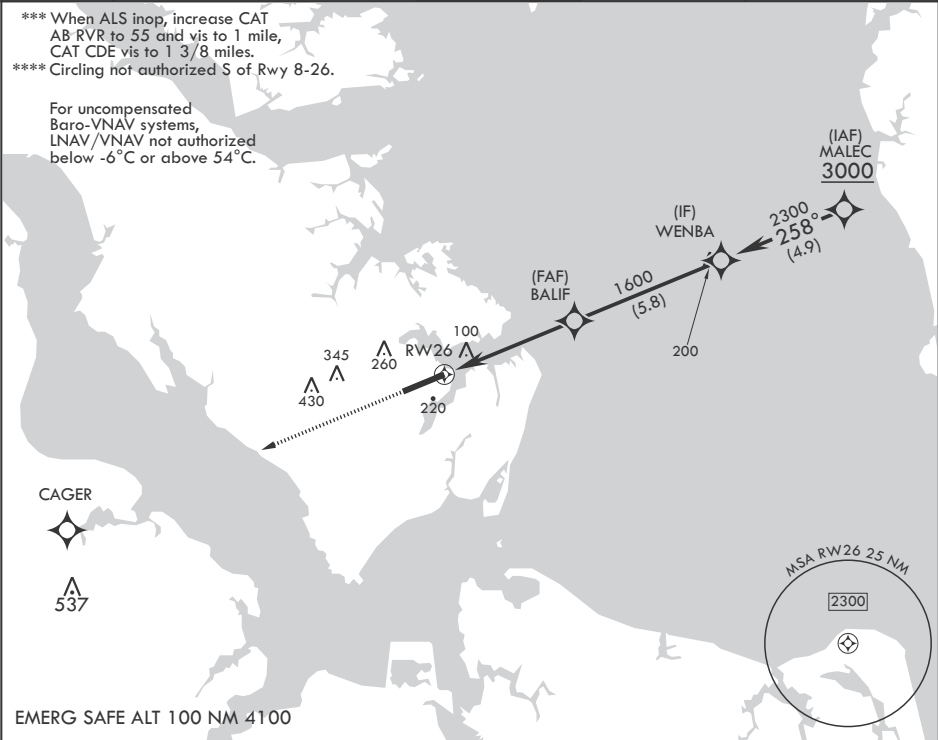 *** When ALS inop, increase CAT
AB RVR to 55 and vis to 1 mile,
CAT CDE vis to 1 3/8 miles.
**** Circling not authorized S of Rwy 8-26.
For uncompensated
Baro-VNAV systems,
LNAV/VNAV not authorized
below -6°C or above 54°C.
(IAF)
MALEC
3000
2300
258°
(4.9)
(IF)
WENBA
(FAF)
BALIF
1600
(5.8)
200
100
RW26
260
345
430
220
CAGER
537
MSA RW26 25 NM
2300
EMERG SAFE ALT 100 NM 4100